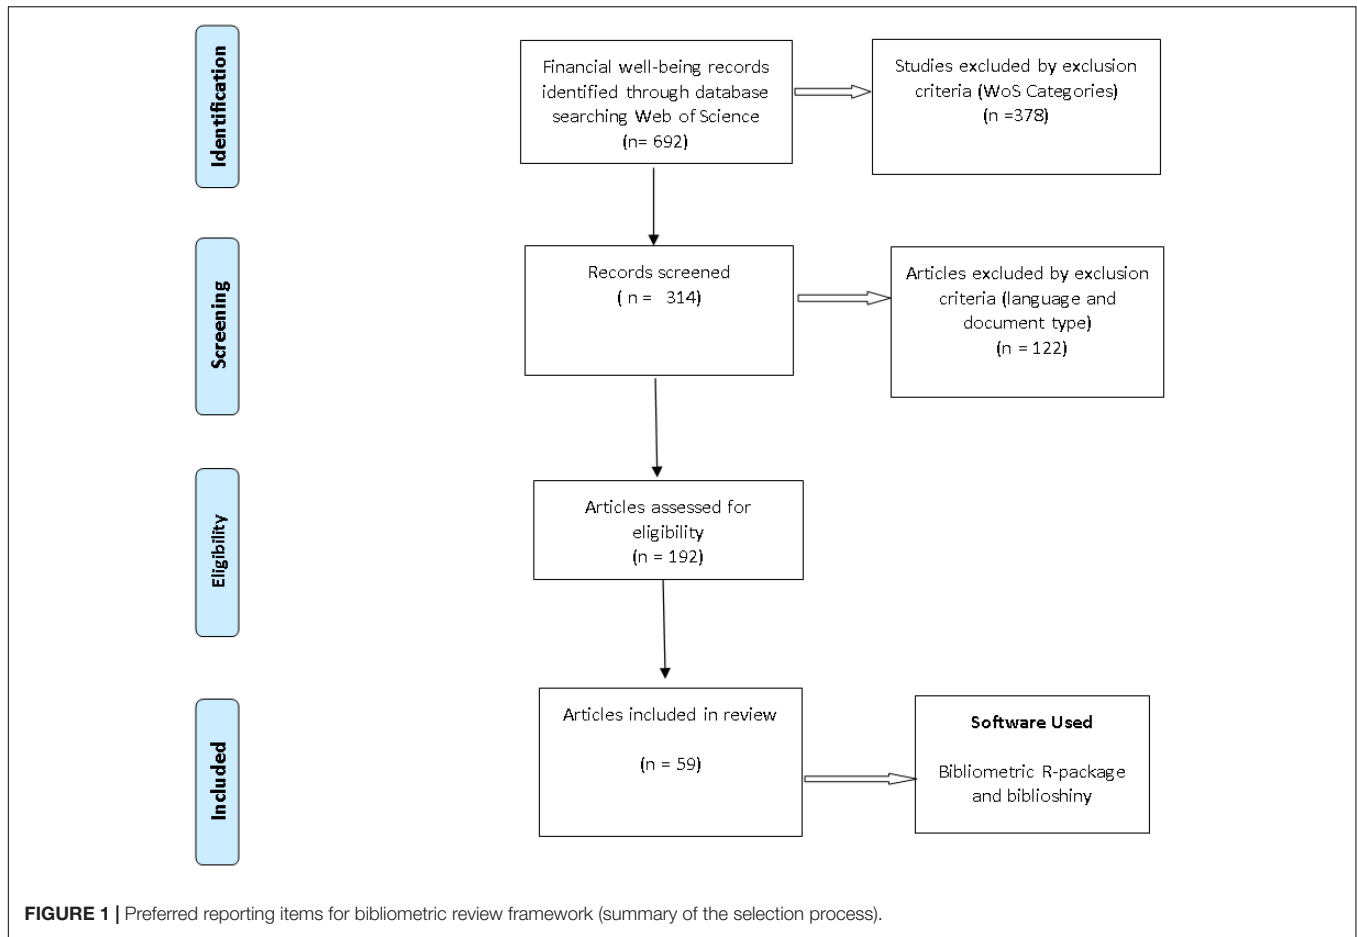 Identification
Financial well-being records
identified through database
searching Web of Science
(n= 692)
Studies excluded by exclusion
criteria (WoS Categories)
(n =378)
Screening
Records screened
( n = 314)
Articles excluded by exclusion
criteria (language and
document type)
(n = 122)
Eligibility
Articles assessed for
eligibility
(n = 192)
Included
Articles included in review
(n = 59)
Software Used
Bibliometric R-package
and biblioshiny
FIGURE 1 | Preferred reporting items for bibliometric review framework (summary of the selection process).